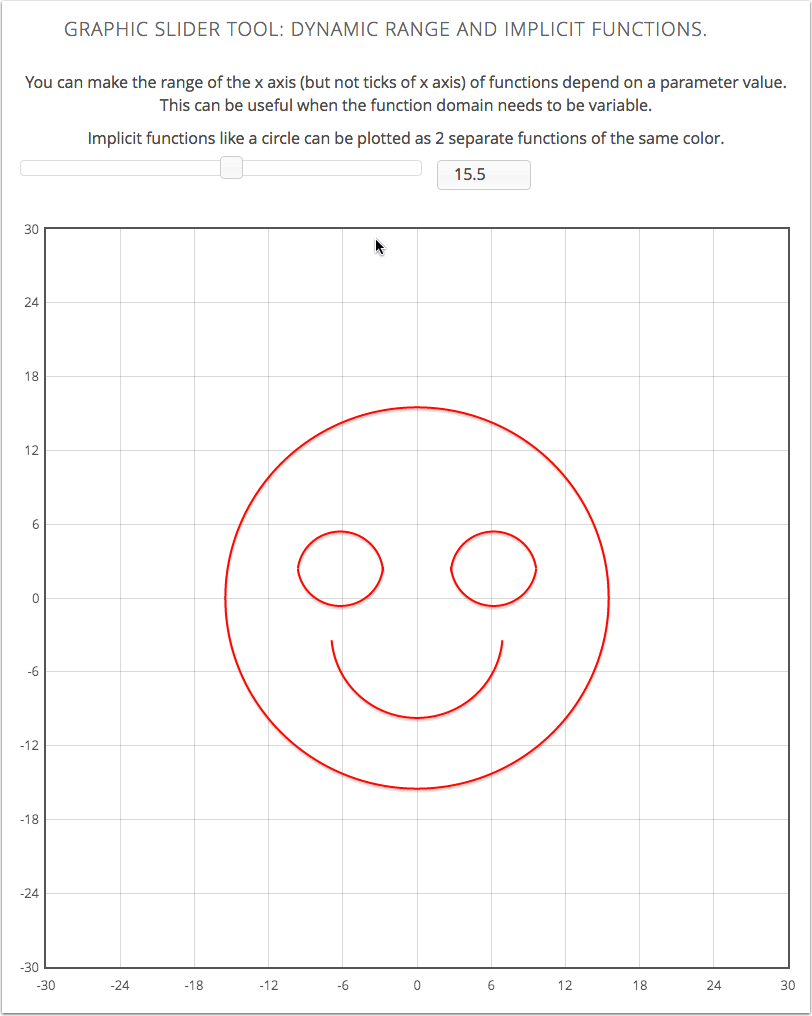 GRAPHIC SLIDER TOOL: DYNAMIC RANGE AND IMPLICIT FUNCTIONS.
You can make the range of the x axis (but not ticks of x axis) of functions depend on a parameter value.
This can be useful when the function domain needs to be variable.
Implicit functions like a circle can be plotted as 2 separate functions of the same color.
15.5
30
24
18
12
6
0
-6
-12
-18
-24
-30
-30 -24 -18 -12 -6 0 6 12 18 24 30